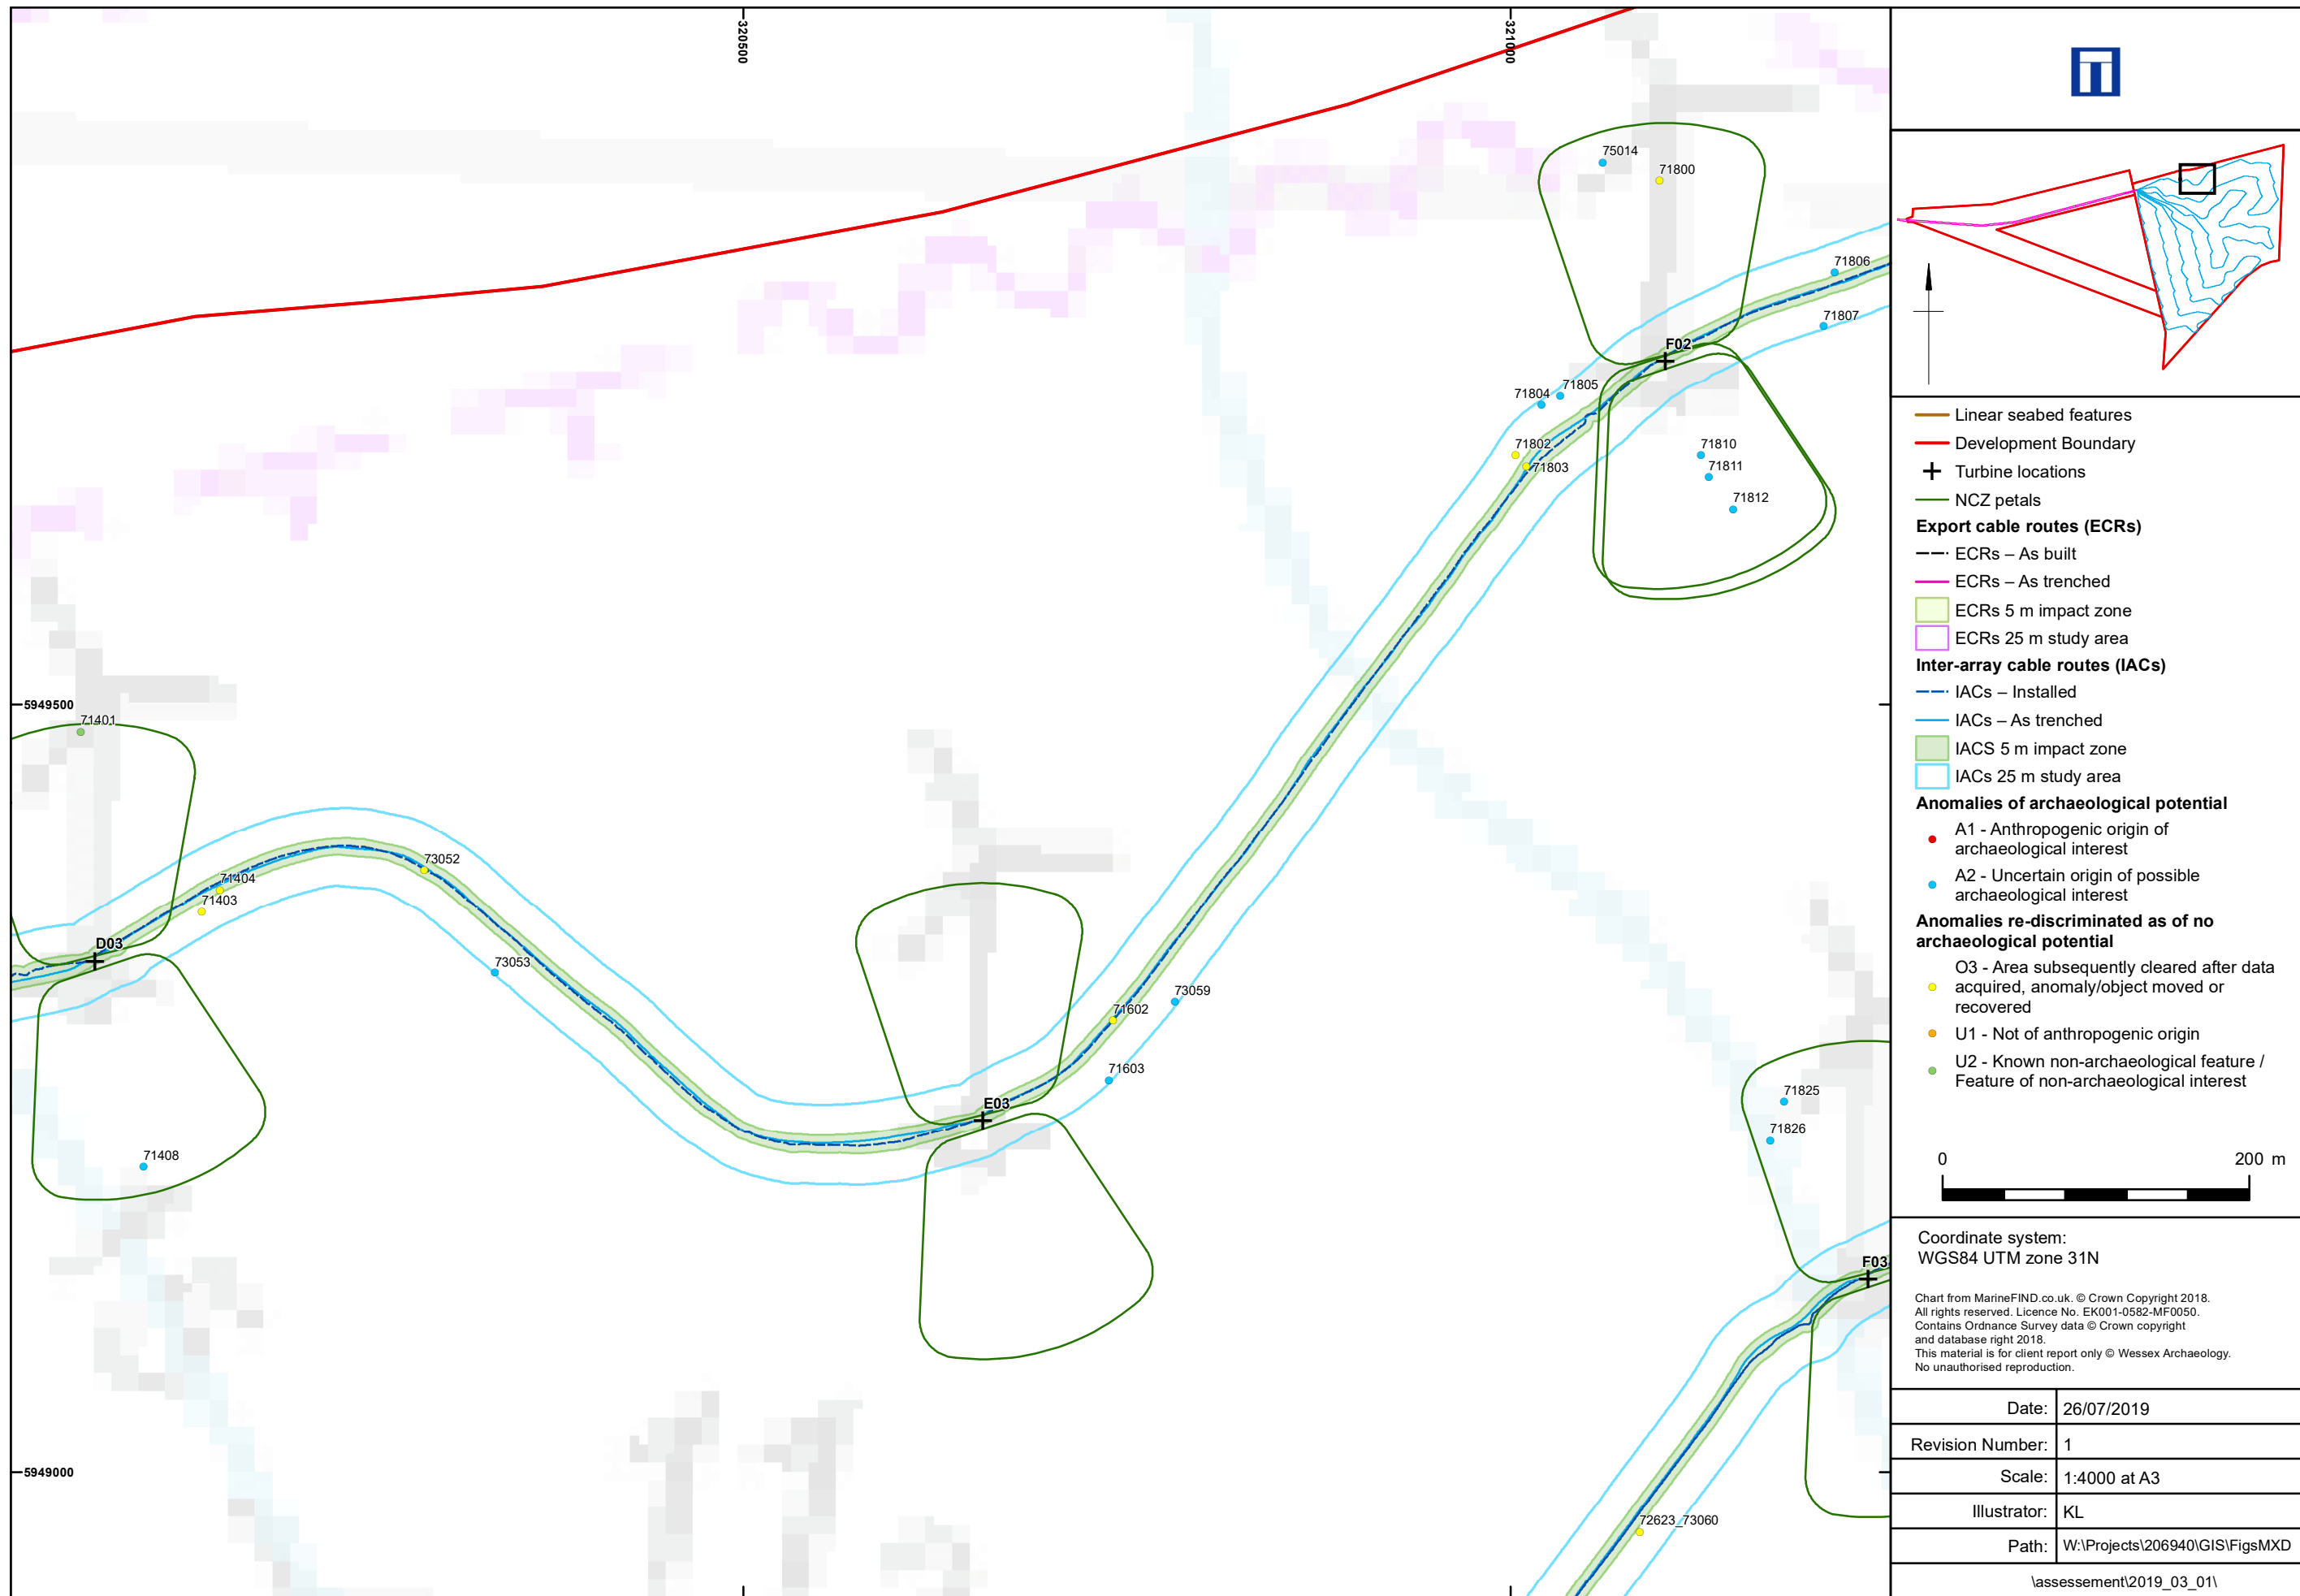 320500
321000
75014
71800
71806
71807
F02
71804
71805
71802
71803
71810
71811
71812
5949500
71401
73052
71404
71403
D03
73053
73059
71602
71603
E03
71408
71825
71826
F03
5949000
72623_73060
Linear seabed features
Development Boundary
Turbine locations
NCZ petals
Export cable routes (ECRs)
ECRs – As built
ECRs – As trenched
ECRs 5 m impact zone
ECRs 25 m study area
Inter-array cable routes (IACs)
IACs – Installed
IACs – As trenched
IACS 5 m impact zone
IACs 25 m study area
Anomalies of archaeological potential
A1 - Anthropogenic origin of
archaeological interest
A2 - Uncertain origin of possible
archaeological interest
Anomalies re-discriminated as of no
archaeological potential
O3 - Area subsequently cleared after data
acquired, anomaly/object moved or
recovered
U1 - Not of anthropogenic origin
U2 - Known non-archaeological feature /
Feature of non-archaeological interest
0 200 m
Coordinate system:
WGS84 UTM zone 31N
Chart from MarineFIND.co.uk. © Crown Copyright 2018.
All rights reserved. Licence No. EK001-0582-MF0050.
Contains Ordnance Survey data © Crown copyright
and database right 2018.
This material is for client report only © Wessex Archaeology.
No unauthorised reproduction.
Date: 26/07/2019
Revision Number: 1
Scale: 1:4000 at A3
Illustrator: KL
Path: W:\Projects\206940\GIS\FigsMXD
\assessement\2019_03_01\